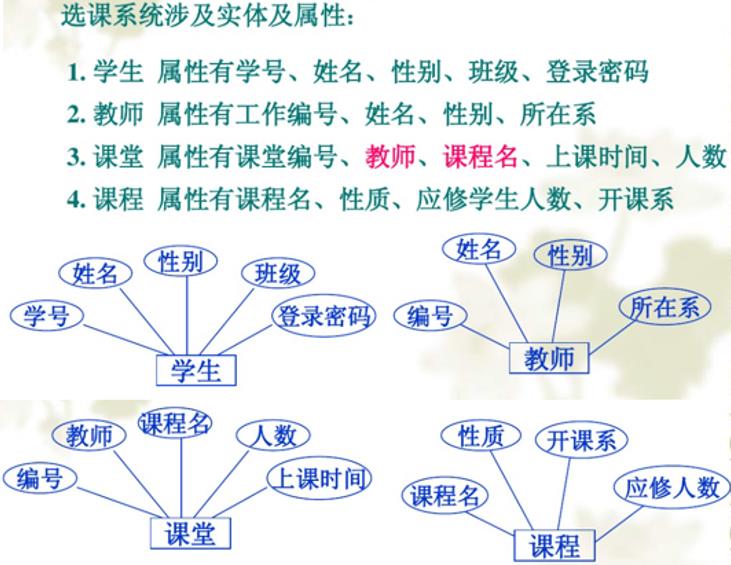 选课系统涉及实体及属性：
1. 学生 属性有学号、姓名、性别、班级、登录密码
2. 教师 属性有工作编号、姓名、性别、所在系
3. 课堂 属性有课堂编号、教师、课程名、上课时间、人数
4. 课程 属性有课程名、性质、应修学生人数、开课系
学号
姓名
性别
班级
登录密码
学生
编号
姓名
性别
所在系
教师
编号
教师
课程名
人数
上课时间
课堂
课程名
性质
开课系
应修人数
课程